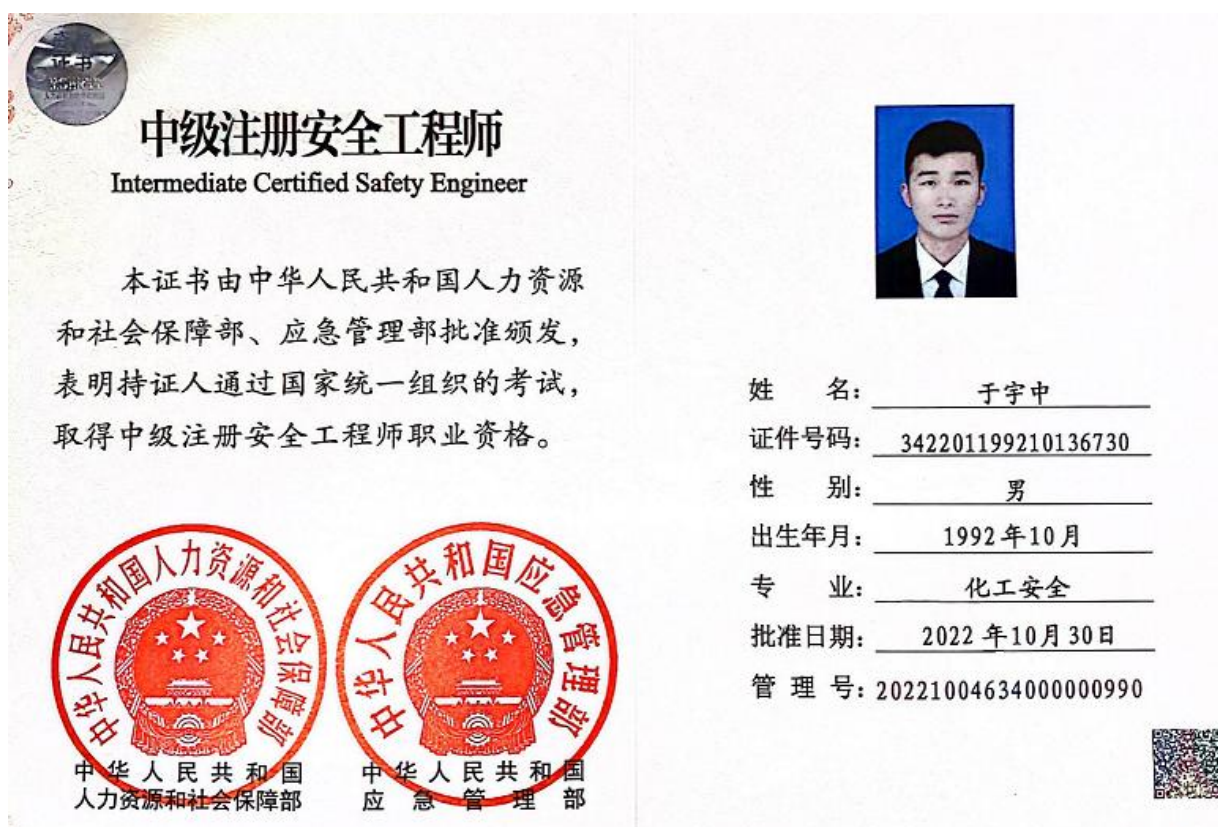 证书
中级注册安全工程师
Intermediate Certified Safety Engineer
本证书由中华人民共和国人力资源
和社会保障部、应急管理部批准颁发，
表明持证人通过国家统一组织的考试，
取得中级注册安全工程师职业资格。
中华人民共和国人力资源和社会保障部
中华人民共和国应急管理部
中华人民共和国
人力资源和社会保障部
中华人民共和国
应急管理部
姓 名： 于宇中
证件号码： 342201199210136730
性 别： 男
出生年月： 1992年10月
专 业： 化工安全
批准日期： 2022年10月30日
管 理 号：20221004634000000990